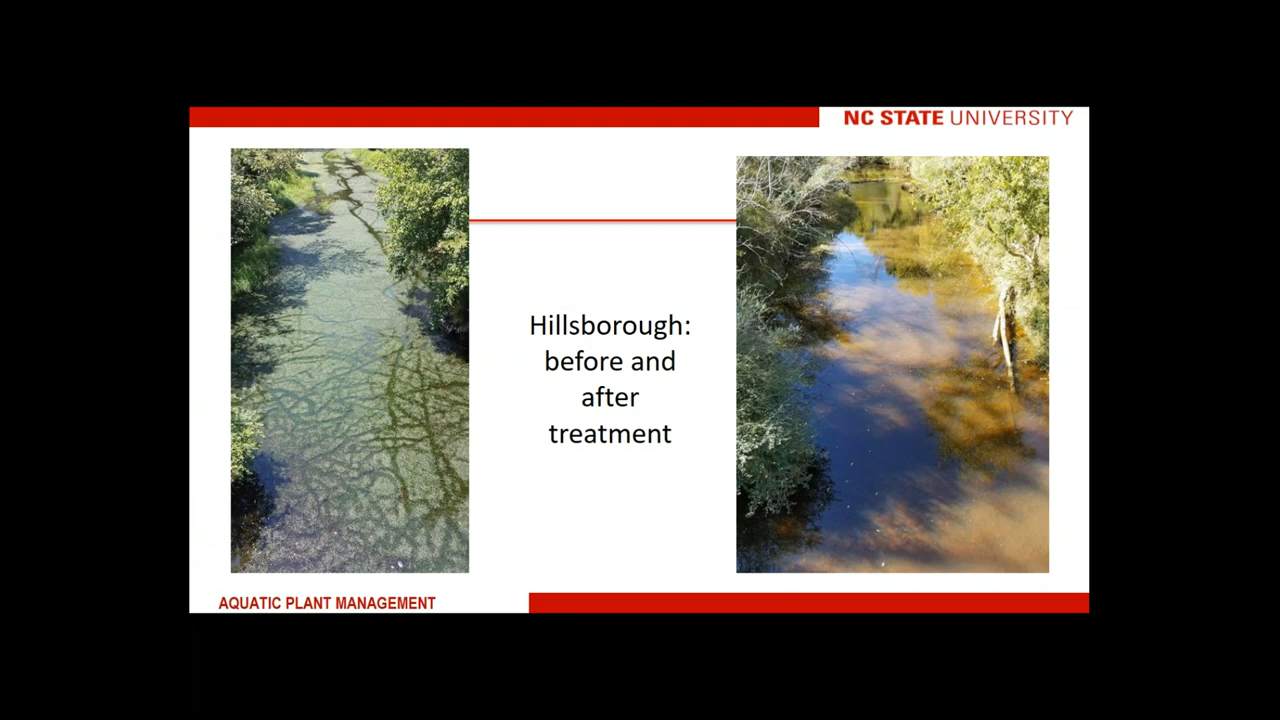 NC STATE UNIVERSITY
Hillsborough:
before and
after
treatment
AQUATIC PLANT MANAGEMENT